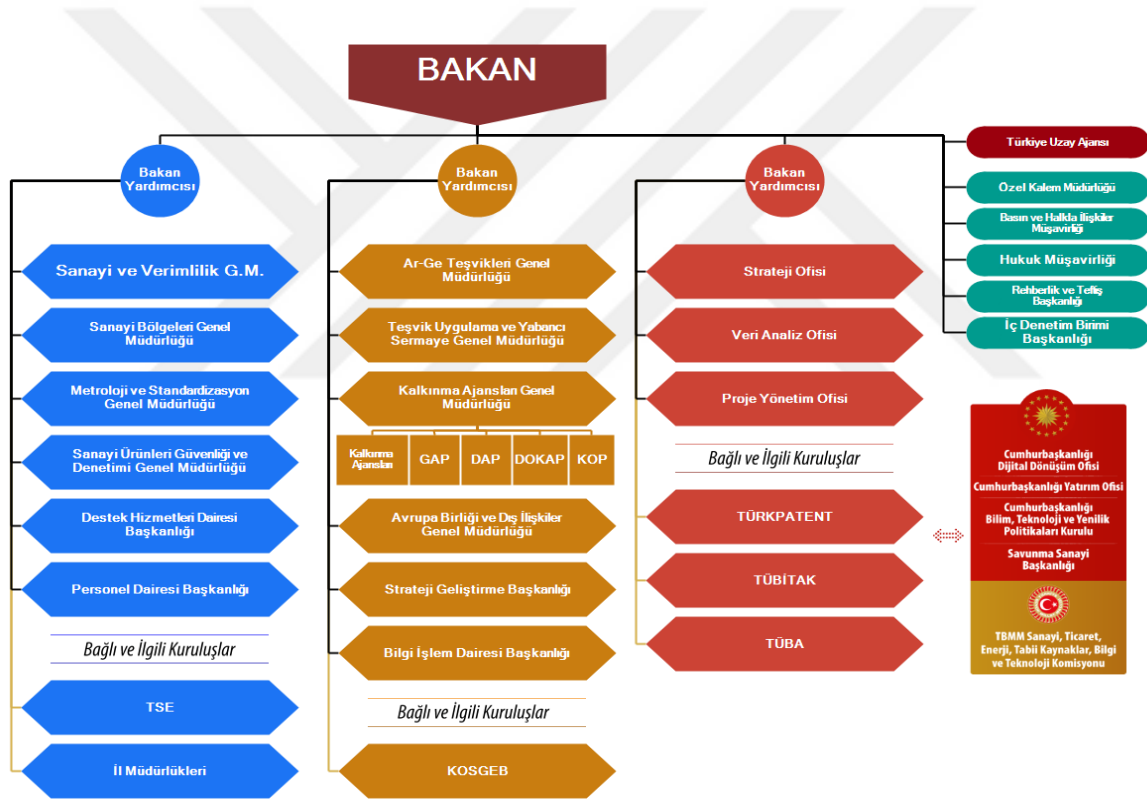 BAKAN
Bakan
Yardımcısı
Sanayi ve Verimlilik G.M.
Sanayi Bölgeleri Genel
Müdürlüğü
Metroloji ve Standardizasyon
Genel Müdürlüğü
Sanayi Ürünleri Güvenliği ve
Denetimi Genel Müdürlüğü
Destek Hizmetleri Dairesi
Başkanlığı
Personel Dairesi Başkanlığı
Bağlı ve İlgili Kuruluşlar
TSE
İl Müdürlükleri
Bakan
Yardımcısı
Ar-Ge Teşvikleri Genel
Müdürlüğü
Teşvik Uygulama ve Yabancı
Sermaye Genel Müdürlüğü
Kalkınma Ajansları Genel
Müdürlüğü
Kalkınma
Ajansları
GAP
DAP
DOKAP
KOP
Avrupa Birliği ve Dış İlişkiler
Genel Müdürlüğü
Strateji Geliştirme Başkanlığı
Bilgi İşlem Dairesi Başkanlığı
Bağlı ve İlgili Kuruluşlar
KOSGEB
Bakan
Yardımcısı
Strateji Ofisi
Veri Analiz Ofisi
Proje Yönetim Ofisi
Bağlı ve İlgili Kuruluşlar
TÜRKPATENT
TÜBİTAK
TÜBA
Türkiye Uzay Ajansı
Özel Kalem Müdürlüğü
Basın ve Halkla İlişkiler
Müşavirliği
Hukuk Müşavirliği
Rehberlik ve Teftiş
Başkanlığı
İç Denetim Birimi
Başkanlığı
Cumhurbaşkanlığı
Dijital Dönüşüm Ofisi
Cumhurbaşkanlığı Yatırım Ofisi
Cumhurbaşkanlığı
Bilim, Teknoloji ve Yenilik
Politikaları Kurulu
Savunma Sanayi
Başkanlığı
TBMM Sanayi, Ticaret,
Enerji, Tabii Kaynaklar, Bilgi
ve Teknoloji Komisyonu